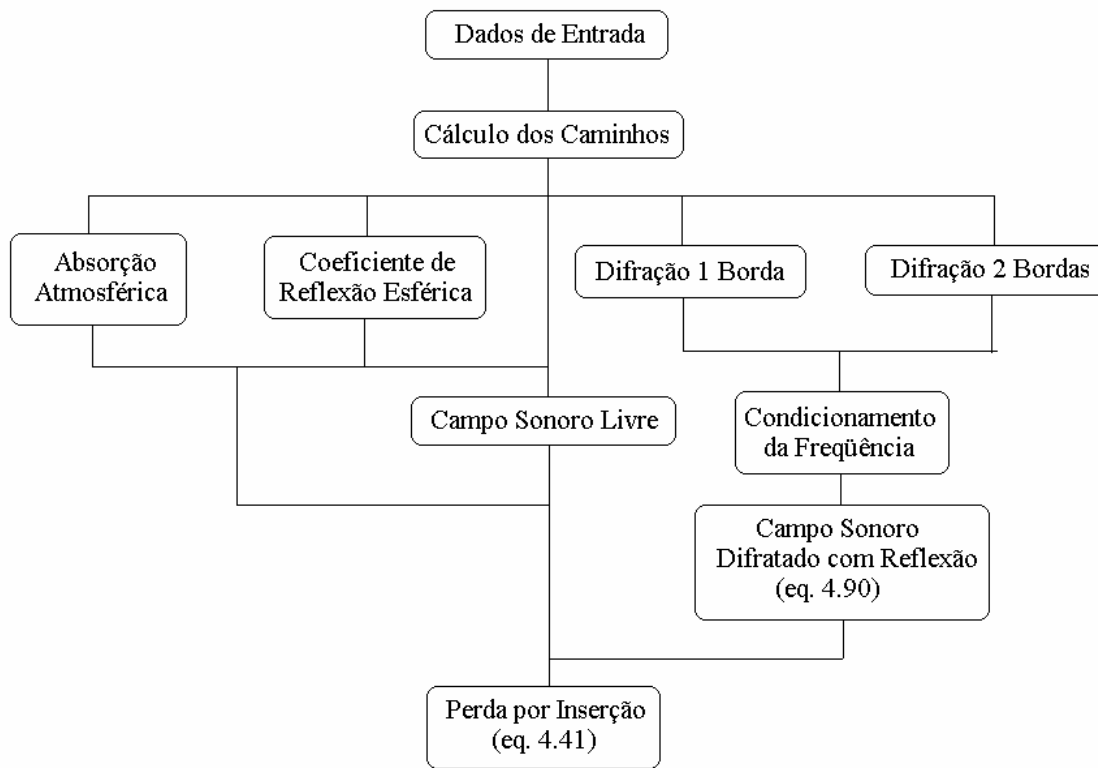 Dados de Entrada
Cálculo dos Caminhos
Absorção
Atmosférica
Coeficiente de
Reflexão Esférica
Difração 1 Borda
Difração 2 Bordas
Campo Sonoro Livre
Condicionamento
da Freqüência
Campo Sonoro
Difratado com Reflexão
(eq. 4.90)
Perda por Inserção
(eq. 4.41)